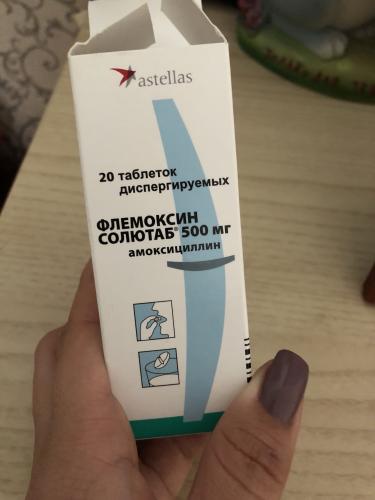 astellas
20 таблеток
диспергируемых
ФЛЕМОКСИН
СОЛЮТАБ® 500 мг
амоксициллин